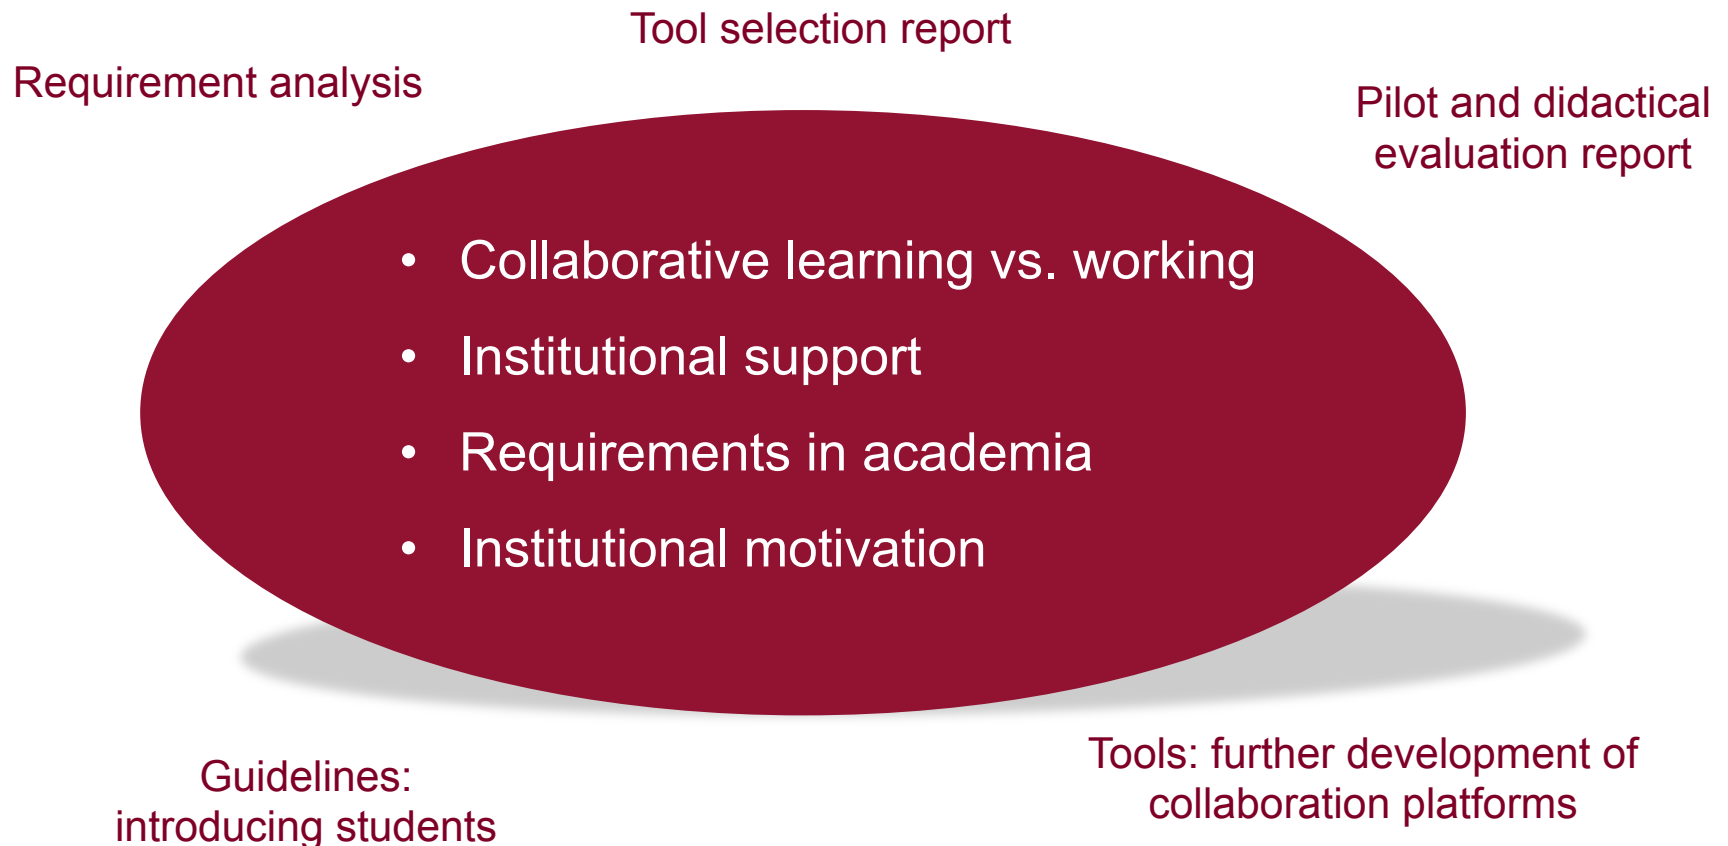 Tool selection report
Requirement analysis
Pilot and didactical
evaluation report
• Collaborative learning vs. working
• Institutional support
• Requirements in academia
• Institutional motivation
Guidelines:
introducing students
Tools: further development of
collaboration platforms